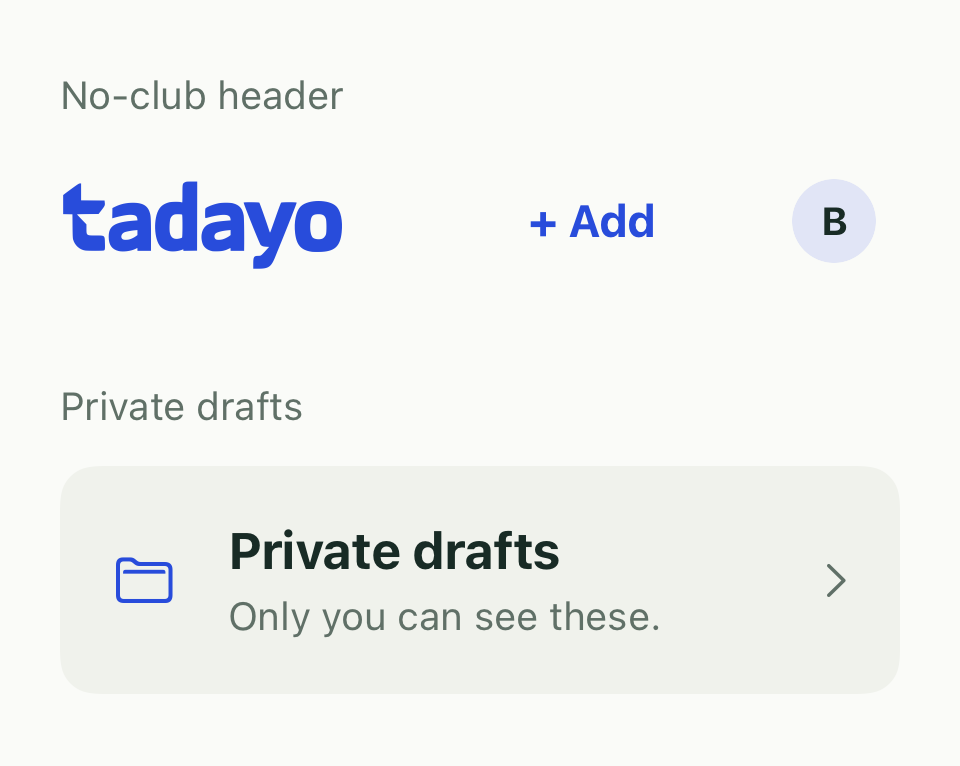 No-club header
tadayo
+ Add
B
Private drafts
Private drafts
Only you can see these.